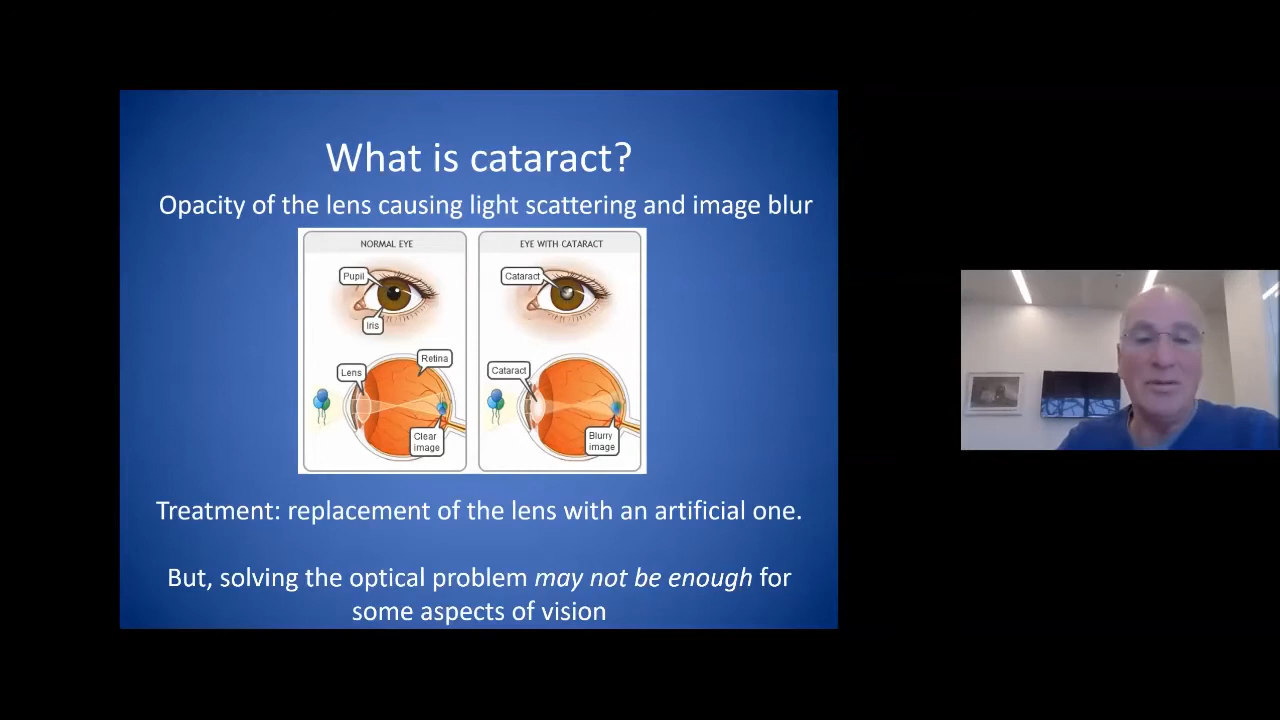 What is cataract?
Opacity of the lens causing light scattering and image blur
NORMAL EYE
Pupil
Iris
Lens
Retina
Clear
image
EYE WITH CATARACT
Cataract
Cataract
Blurry
image
Treatment: replacement of the lens with an artificial one.
But, solving the optical problem may not be enough for
some aspects of vision